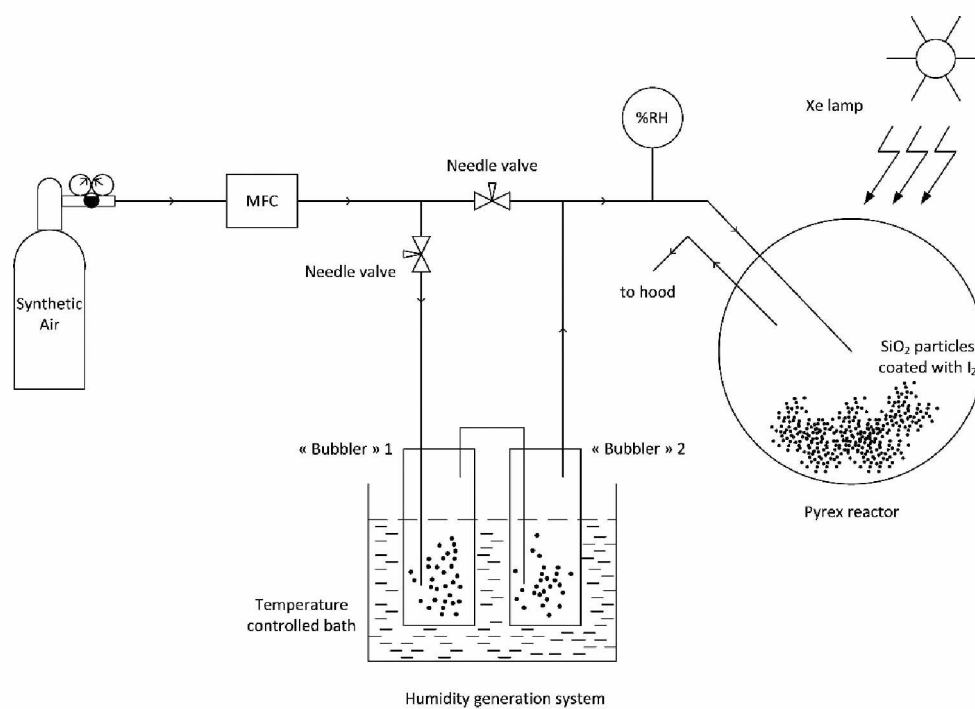 Xe lamp
%RH
Needle valve
MFC
Needle valve
to hood
Synthetic
Air
SiO₂ particles
coated with I₂
« Bubbler » 1
« Bubbler » 2
Pyrex reactor
Temperature
controlled bath
Humidity generation system